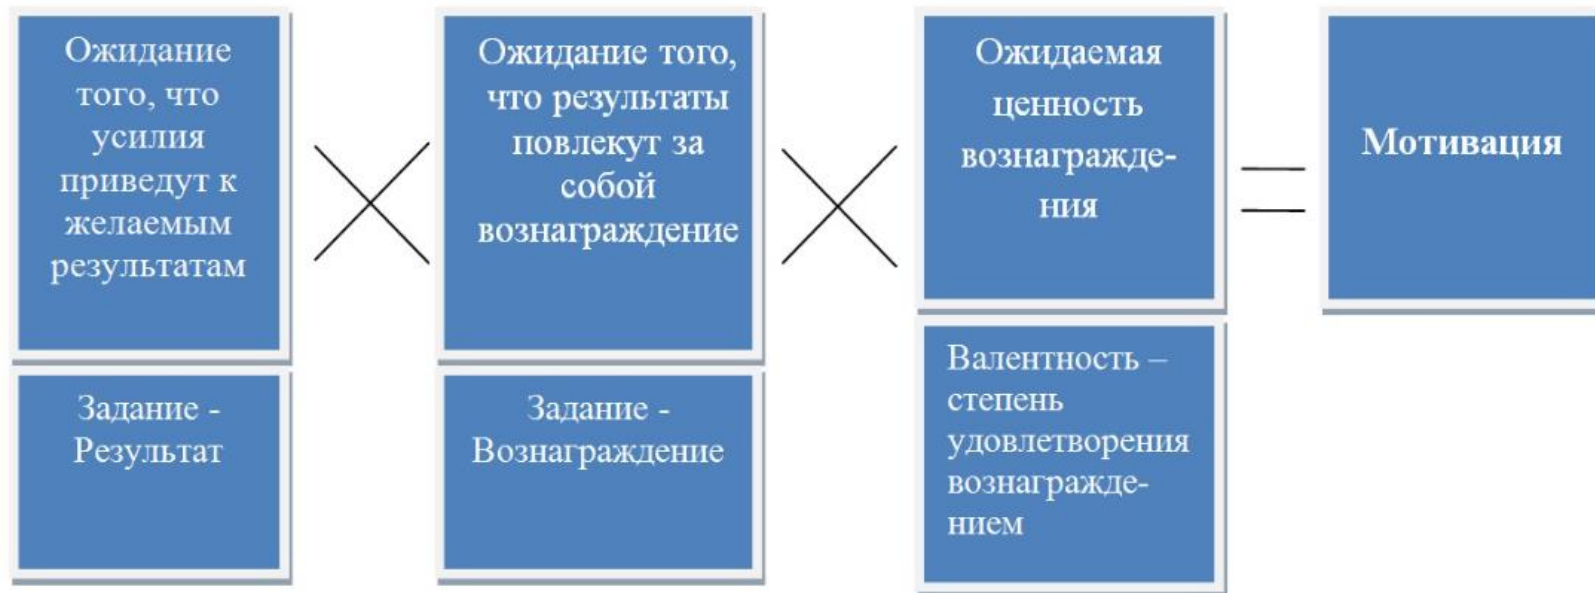 Ожидание
того, что
усилия
приведут к
желаемым
результатам
Ожидание того,
что результаты
повлекут за
собой
вознаграждение
Ожидаемая
ценность
вознагражде-
ния
Мотивация
Задание -
Результат
Задание -
Вознаграждение
Валентность –
степень
удовлетворения
вознагражде-
нием